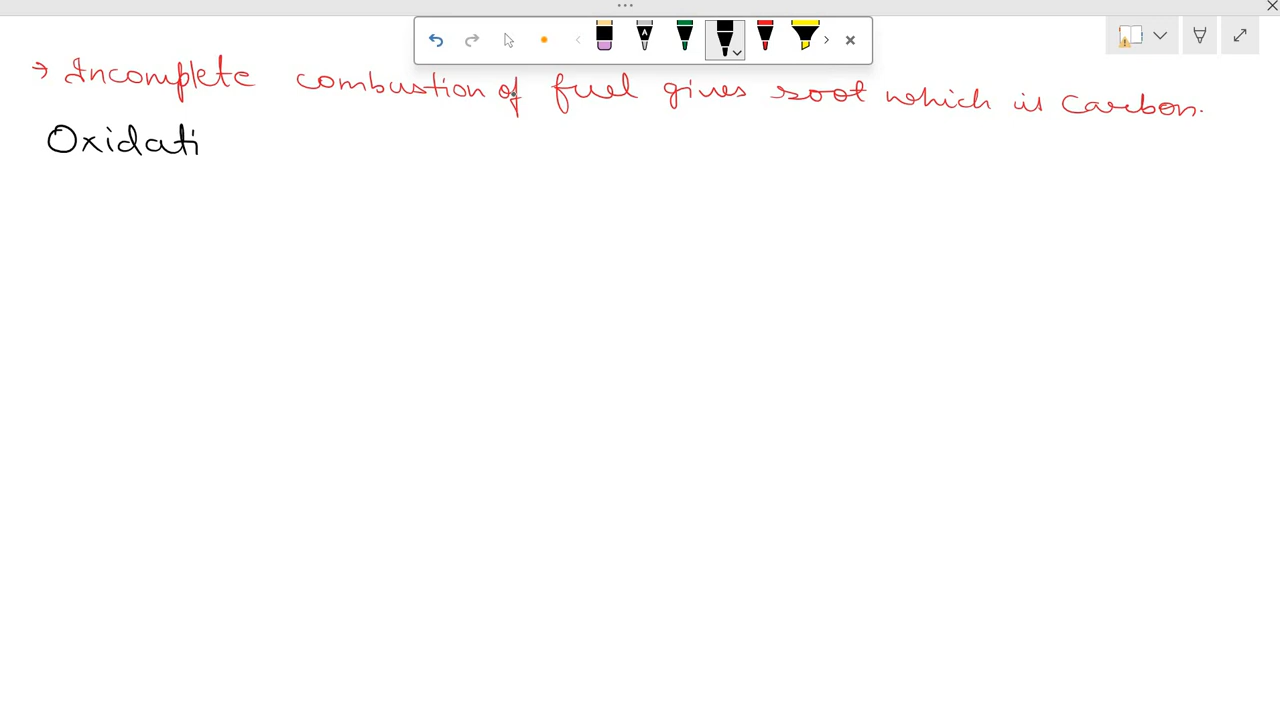 → Incomplete combustion of fuel gives soot which is carbon.
Oxidati